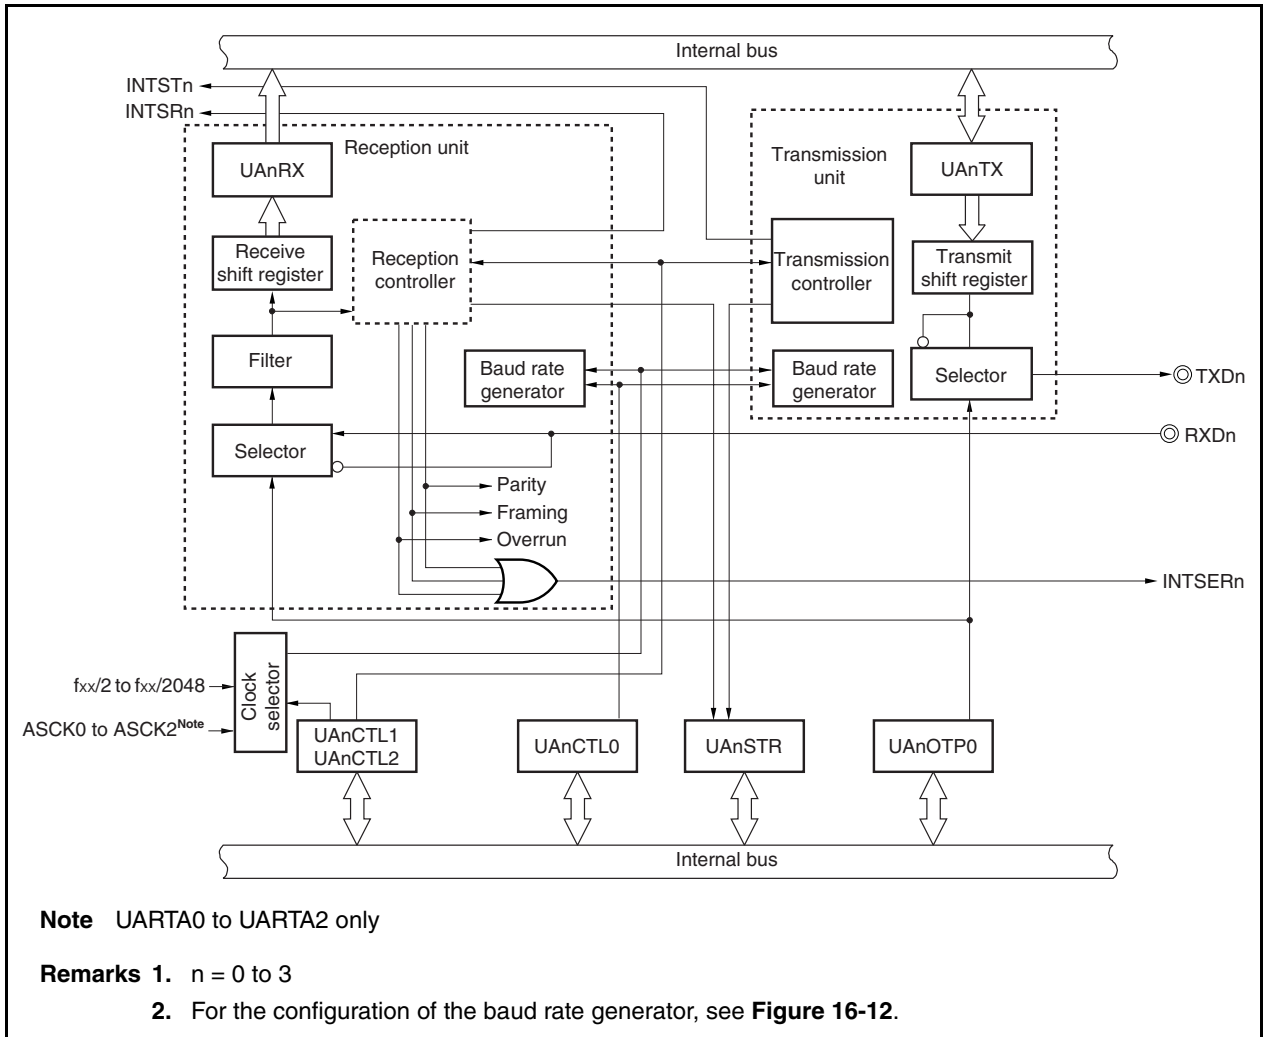 Internal bus
INTSTn
INTSRn
Reception unit
UAnRX
Transmission
unit
UAnTX
Receive
shift register
Reception
controller
Transmission
controller
Transmit
shift register
Filter
Baud rate
generator
Baud rate
generator
Selector
TXDn
Selector
RXDn
Parity
Framing
Overrun
INTSERn
Clock
selector
fxx/2 to fxx/2048
ASCK0 to ASCK2Note
UAnCTL1
UAnCTL2
UAnCTL0
UAnSTR
UAnOTP0
Internal bus
Note UARTA0 to UARTA2 only
Remarks 1. n = 0 to 3
2. For the configuration of the baud rate generator, see Figure 16-12.